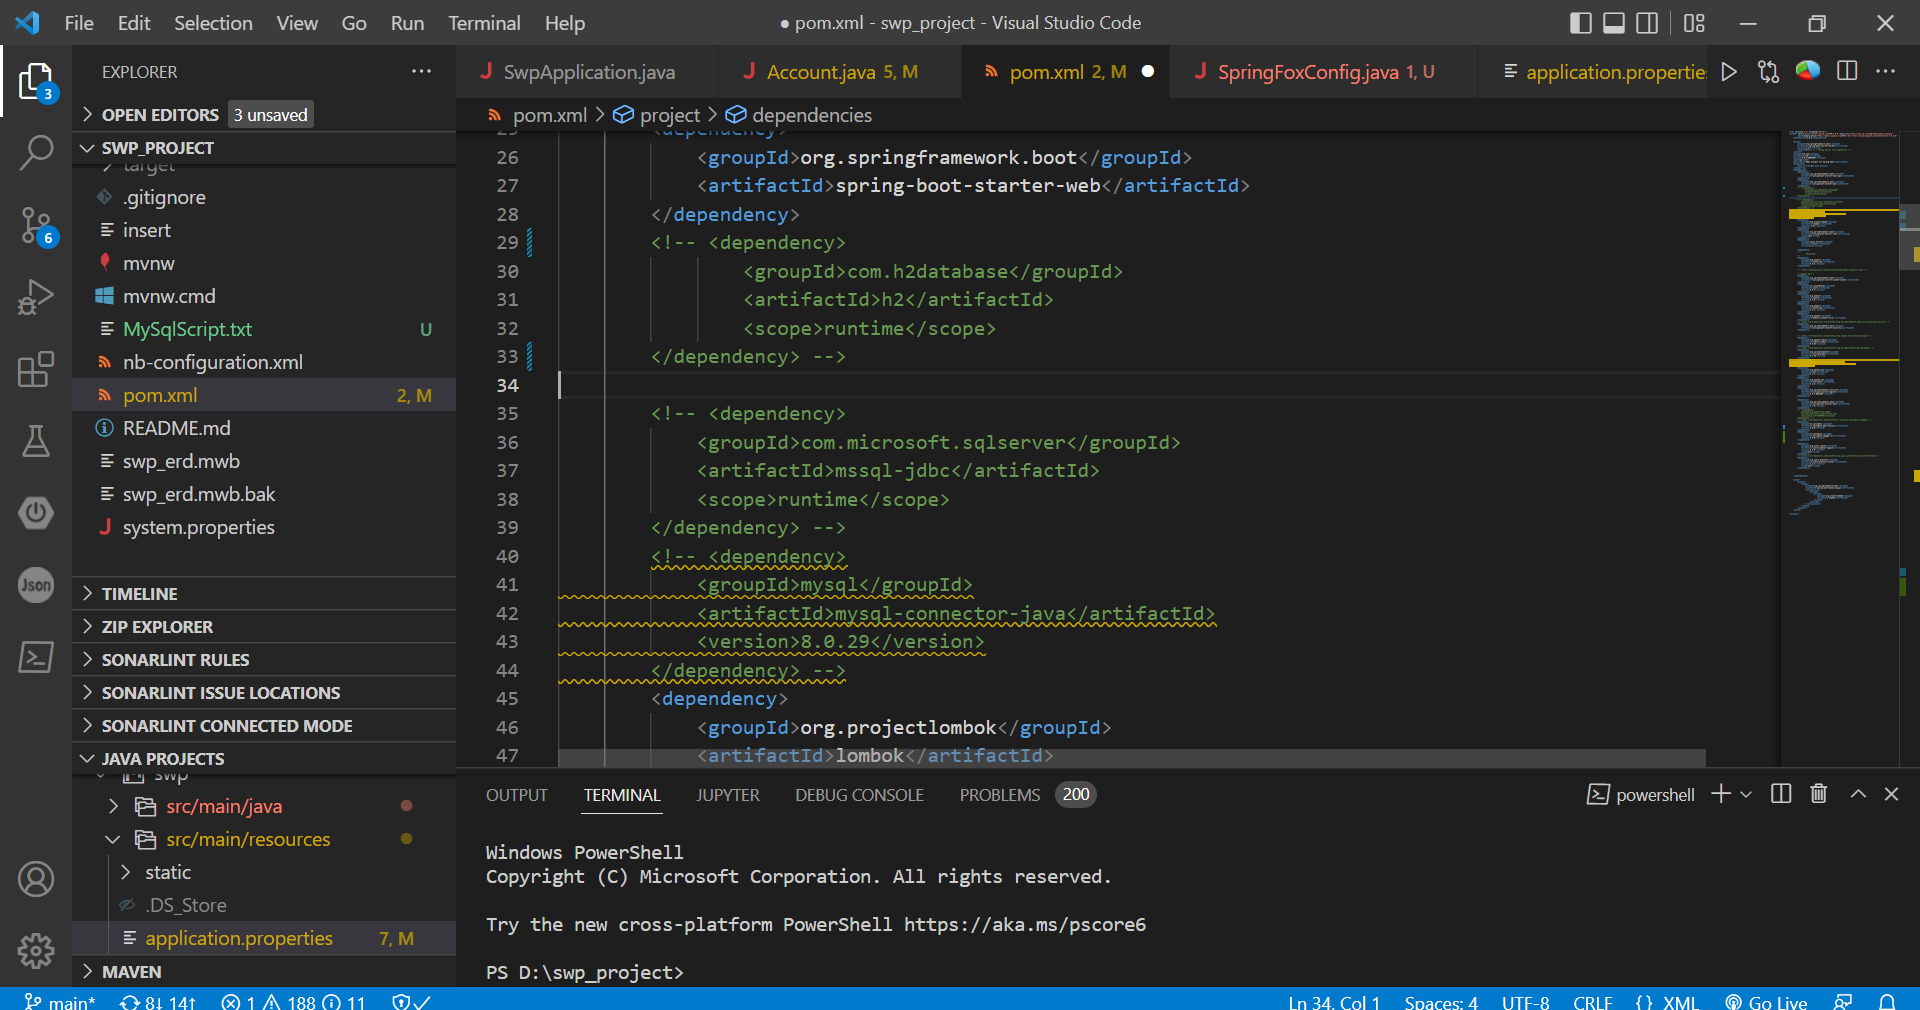 File Edit Selection View Go Run Terminal Help
● pom.xml - swp_project - Visual Studio Code
EXPLORER ···
SwpApplication.java
Account.java 5, M
pom.xml 2, M
SpringFoxConfig.java 1, U
application.propertie
OPEN EDITORS 3 unsaved
pom.xml > project > dependencies
SWP_PROJECT
target
.gitignore
insert
mvnw
mvnw.cmd
MySqlScript.txt U
nb-configuration.xml
pom.xml 2, M
README.md
swp_erd.mwb
swp_erd.mwb.bak
system.properties
TIMELINE
ZIP EXPLORER
SONARLINT RULES
SONARLINT ISSUE LOCATIONS
SONARLINT CONNECTED MODE
JAVA PROJECTS
swp
src/main/java
src/main/resources
static
.DS_Store
application.properties 7, M
MAVEN
3
6
Json
25 <dependency>
26 <groupId>org.springframework.boot</groupId>
27 <artifactId>spring-boot-starter-web</artifactId>
28 </dependency>
29 <!-- <dependency>
30 <groupId>com.h2database</groupId>
31 <artifactId>h2</artifactId>
32 <scope>runtime</scope>
33 </dependency> -->
34
35 <!-- <dependency>
36 <groupId>com.microsoft.sqlserver</groupId>
37 <artifactId>mssql-jdbc</artifactId>
38 <scope>runtime</scope>
39 </dependency> -->
40 <!-- <dependency>
41 <groupId>mysql</groupId>
42 <artifactId>mysql-connector-java</artifactId>
43 <version>8.0.29</version>
44 </dependency> -->
45 <dependency>
46 <groupId>org.projectlombok</groupId>
47 <artifactId>lombok</artifactId>
OUTPUT TERMINAL JUPYTER DEBUG CONSOLE PROBLEMS 200
powershell
Windows PowerShell
Copyright (C) Microsoft Corporation. All rights reserved.
Try the new cross-platform PowerShell https://aka.ms/pscore6
PS D:\swp_project>
main* 8↓ 14↑ 1 188 11
Ln 34, Col 1 Spaces: 4 UTF-8 CRLF {} XML Go Live